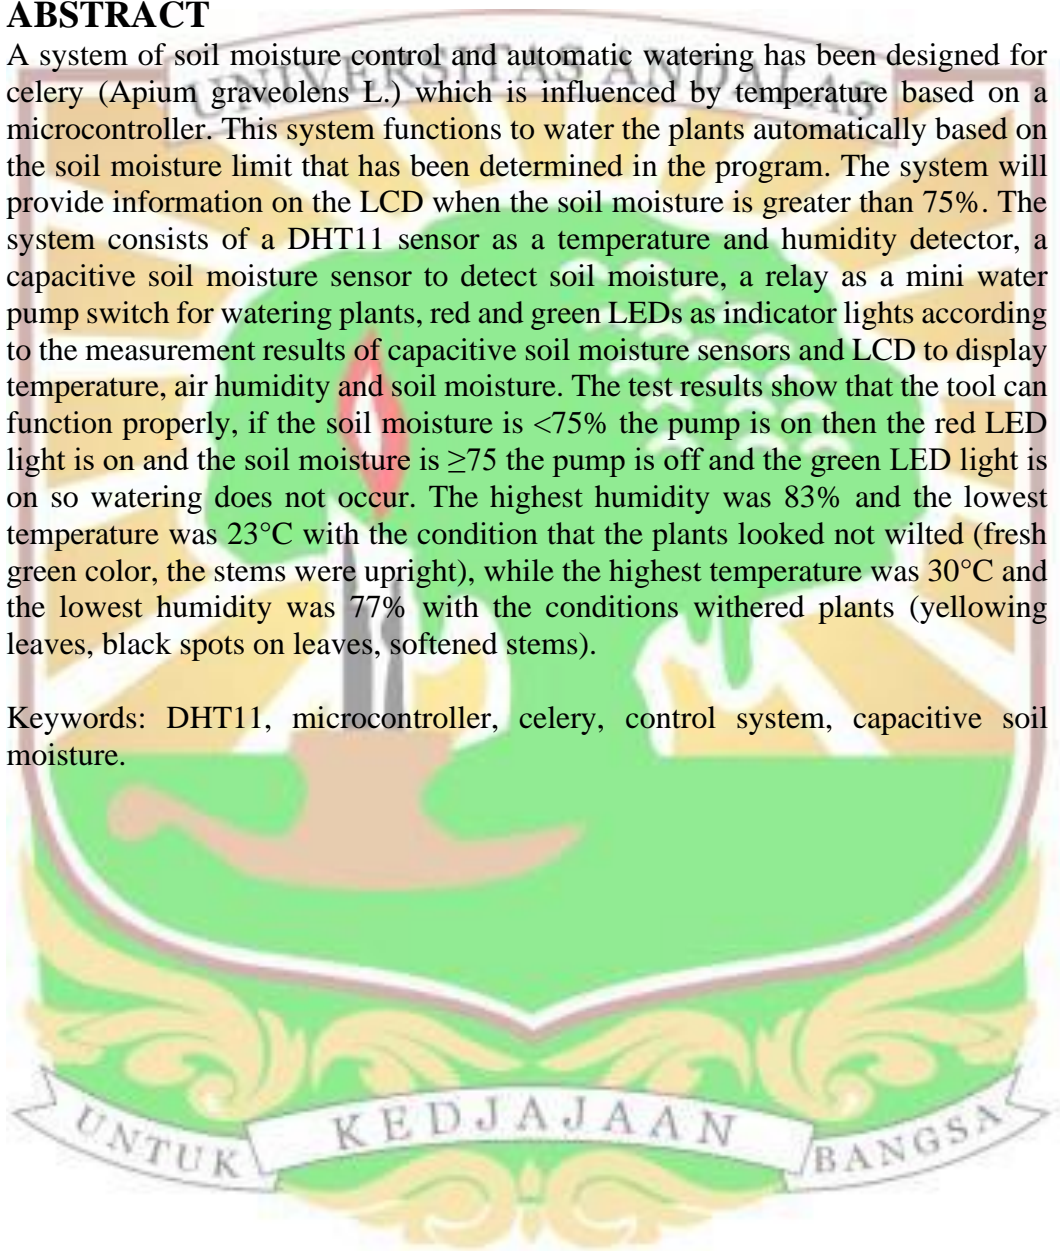 ABSTRACT
UNIVERSITAS ANDALAS
A system of soil moisture control and automatic watering has been designed for
celery (Apium graveolens L.) which is influenced by temperature based on a
microcontroller. This system functions to water the plants automatically based on
the soil moisture limit that has been determined in the program. The system will
provide information on the LCD when the soil moisture is greater than 75%. The
system consists of a DHT11 sensor as a temperature and humidity detector, a
capacitive soil moisture sensor to detect soil moisture, a relay as a mini water
pump switch for watering plants, red and green LEDs as indicator lights according
to the measurement results of capacitive soil moisture sensors and LCD to display
temperature, air humidity and soil moisture. The test results show that the tool can
function properly, if the soil moisture is <75% the pump is on then the red LED
light is on and the soil moisture is ≥75 the pump is off and the green LED light is
on so watering does not occur. The highest humidity was 83% and the lowest
temperature was 23°C with the condition that the plants looked not wilted (fresh
green color, the stems were upright), while the highest temperature was 30°C and
the lowest humidity was 77% with the conditions withered plants (yellowing
leaves, black spots on leaves, softened stems).
Keywords: DHT11, microcontroller, celery, control system, capacitive soil
moisture.
UNTUK KEDJAJAAN BANGSA